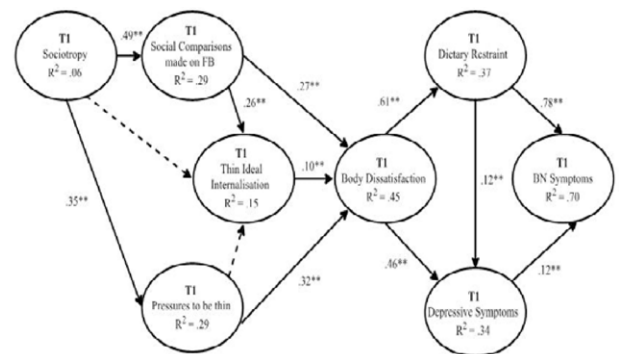 T1
Sociotropy
R² = .06
.49**
T1
Social Comparisons
made on FB
R² = .29
.27**
.26**
T1
Thin Ideal
Internalisation
R² = .15
.10**
.35**
T1
Pressures to be thin
R² = .29
.32**
T1
Body Dissatisfaction
R² = .45
.61**
.46**
T1
Dietary Restraint
R² = .37
.78**
.12**
T1
BN Symptoms
R² = .70
.12**
T1
Depressive Symptoms
R² = .34